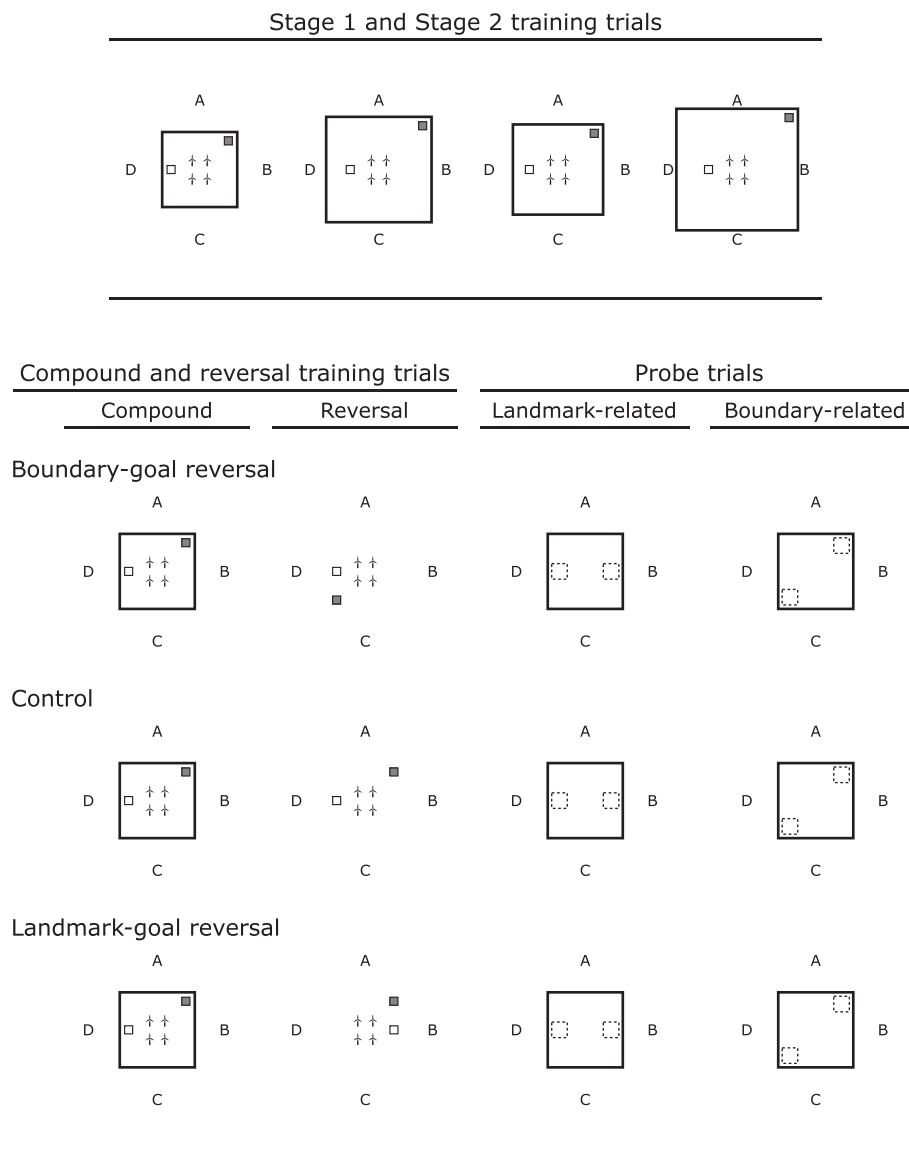 Stage 1 and Stage 2 training trials
A A A A
D B D B D B D B
C C C C
Compound and reversal training trials Probe trials
Compound Reversal Landmark-related Boundary-related
Boundary-goal reversal
A A A A
D B D B D B D B
C C C C
Control
A A A A
D B D B D B D B
C C C C
Landmark-goal reversal
A A A A
D B D B D B D B
C C C C